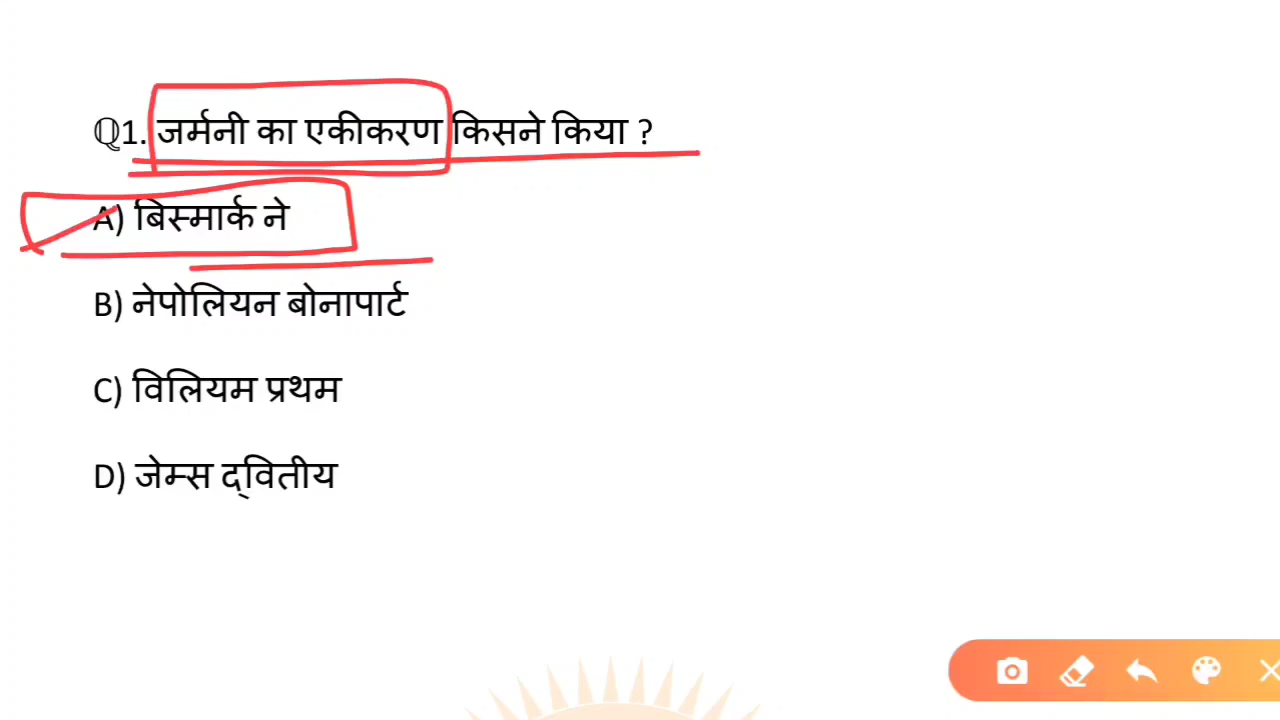 Q1. जर्मनी का एकीकरण किसने किया ?
A) बिस्मार्क ने
B) नेपोलियन बोनापार्ट
C) विलियम प्रथम
D) जेम्स द्वितीय